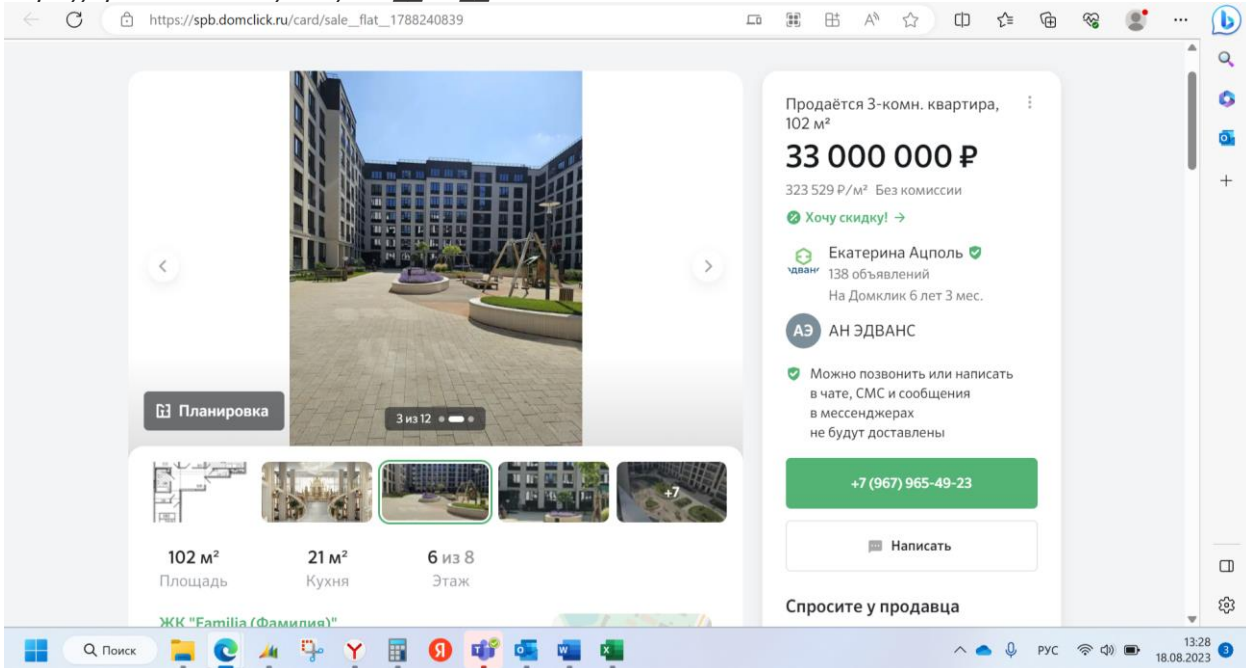 https://spb.domclick.ru/card/sale__flat__1788240839
Продаётся 3-комн. квартира,
102 м²
33 000 000 ₽
323 529 ₽/м² Без комиссии
Хочу скидку! →
Екатерина Ацполь
138 объявлений
На Домклик 6 лет 3 мес.
АЭ АН ЭДВАНС
Можно позвонить или написать
в чате, СМС и сообщения
в мессенджерах
не будут доставлены
+7 (967) 965-49-23
Написать
Спросите у продавца
Планировка
3 из 12
+7
102 м² 21 м² 6 из 8
Площадь Кухня Этаж
ЖК "Familia (Фамилия)"
Поиск
РУС
13:28
18.08.2023
3